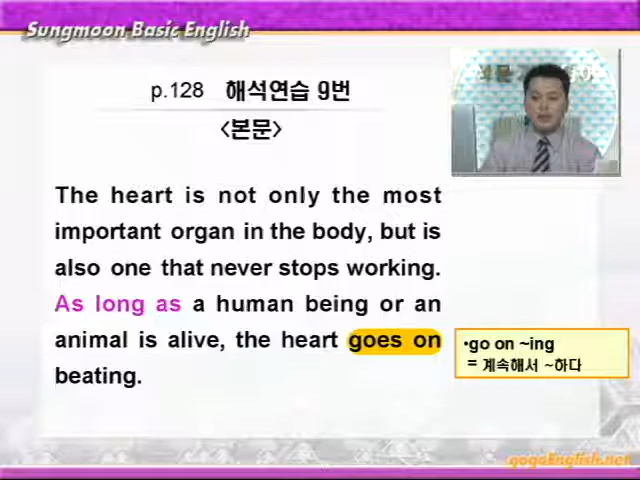 Sungmoon Basic English
p.128 해석연습 9번
<본문>
The heart is not only the most
important organ in the body, but is
also one that never stops working.
As long as a human being or an
animal is alive, the heart goes on
beating.
•go on ~ing
= 계속해서 ~하다
gogoEnglish.net